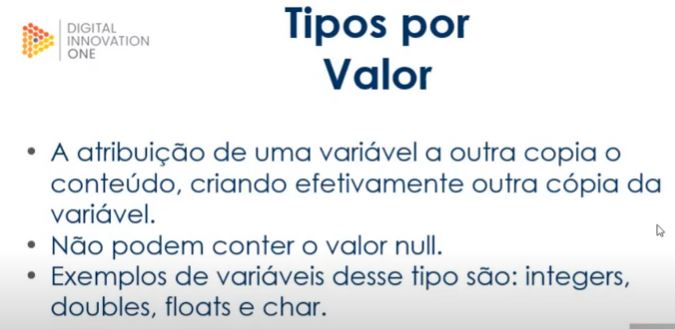 DIGITAL
INNOVATION
ONE
Tipos por
Valor
• A atribuição de uma variável a outra copia o
conteúdo, criando efetivamente outra cópia da
variável.
• Não podem conter o valor null.
• Exemplos de variáveis desse tipo são: integers,
doubles, floats e char.